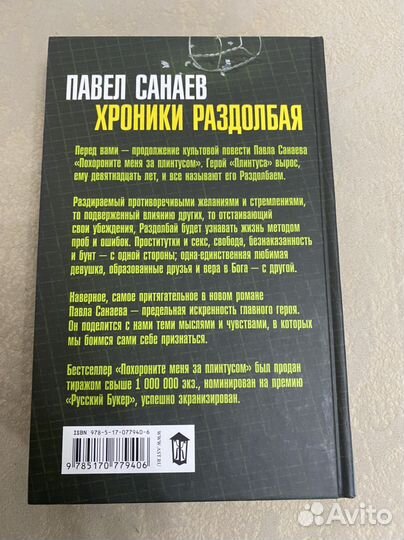 ПАВЕЛ САНАЕВ
ХРОНИКИ РАЗДОЛБАЯ
Перед вами — продолжение культовой повести Павла Санаева
«Похороните меня за плинтусом». Герой «Плинтуса» вырос,
ему девятнадцать лет, и все называют его Раздолбаем.
Раздираемый противоречивыми желаниями и стремлениями,
то подверженный влиянию других, то отстаивающий
свои убеждения, Раздолбай будет узнавать жизнь методом
проб и ошибок. Проститутки и секс, свобода, безнаказанность
и бунт — с одной стороны; одна-единственная любимая
девушка, образованные друзья и вера в Бога — с другой.
Наверное, самое притягательное в новом романе
Павла Санаева — предельная искренность главного героя.
Он поделится с нами теми мыслями и чувствами, в которых
мы боимся сами себе признаться.
Бестселлер «Похороните меня за плинтусом» был продан
тиражом свыше 1 000 000 экз., номинирован на премию
«Русский Букер», успешно экранизирован.
ISBN 978-5-17-077940-6
9 785170 779406
WWW.AST.RU
Avito